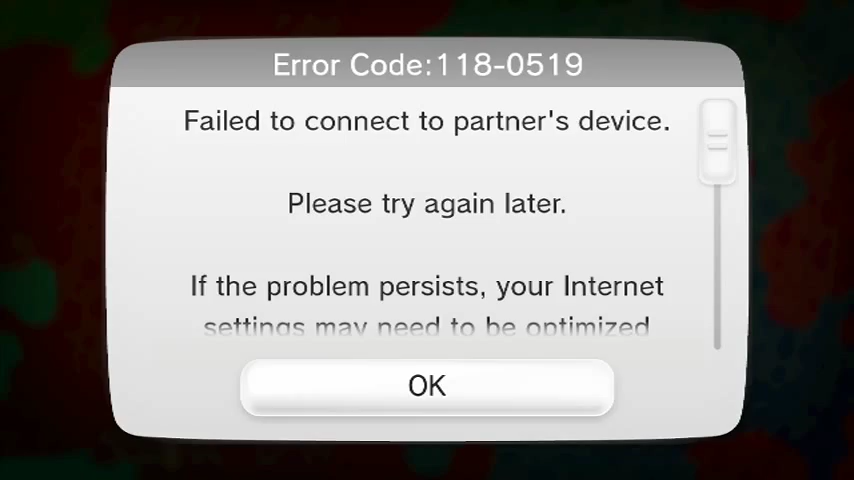 Error Code:118-0519
Failed to connect to partner's device.
Please try again later.
If the problem persists, your Internet
settings may need to be optimized
OK